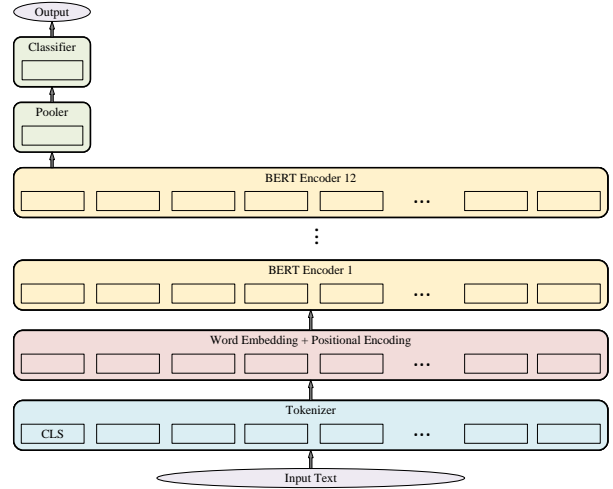 Output
Classifier
Pooler
BERT Encoder 12
...
⋮
BERT Encoder 1
...
Word Embedding + Positional Encoding
...
Tokenizer
CLS ...
Input Text